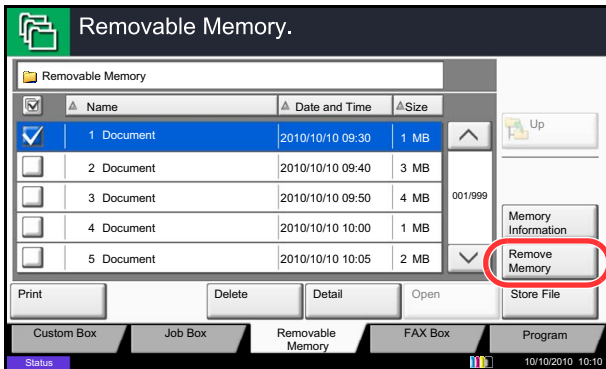 Removable Memory.
Removable Memory
Name Date and Time Size
1 Document 2010/10/10 09:30 1 MB
2 Document 2010/10/10 09:40 3 MB
3 Document 2010/10/10 09:50 4 MB
4 Document 2010/10/10 10:00 1 MB
5 Document 2010/10/10 10:05 2 MB
001/999
Up
Memory
Information
Remove
Memory
Print Delete Detail Open Store File
Custom Box Job Box Removable
Memory FAX Box Program
Status 10/10/2010 10:10